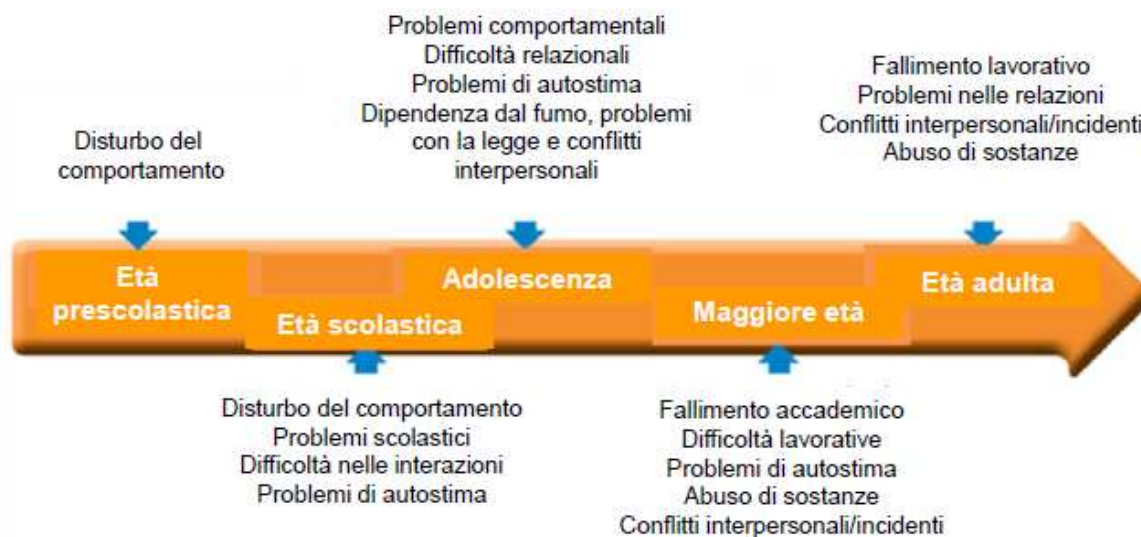 Problemi comportamentali
Difficoltà relazionali
Problemi di autostima
Dipendenza dal fumo, problemi
con la legge e conflitti
interpersonali
Fallimento lavorativo
Problemi nelle relazioni
Conflitti interpersonali/incidenti
Abuso di sostanze
Disturbo del
comportamento
Età
prescolastica
Età scolastica
Adolescenza
Maggiore età
Età adulta
Disturbo del comportamento
Problemi scolastici
Difficoltà nelle interazioni
Problemi di autostima
Fallimento accademico
Difficoltà lavorative
Problemi di autostima
Abuso di sostanze
Conflitti interpersonali/incidenti